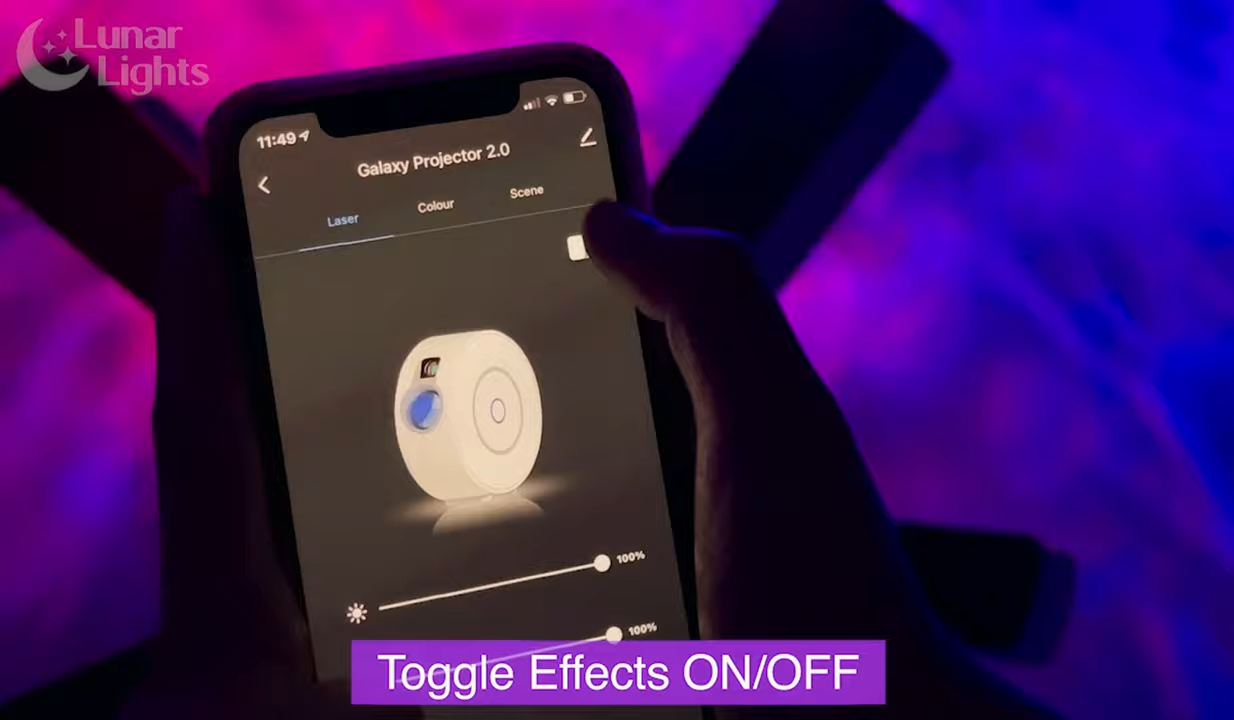 Lunar
Lights
11:49
Galaxy Projector 2.0
Laser Colour Scene
100%
100%
Toggle Effects ON/OFF